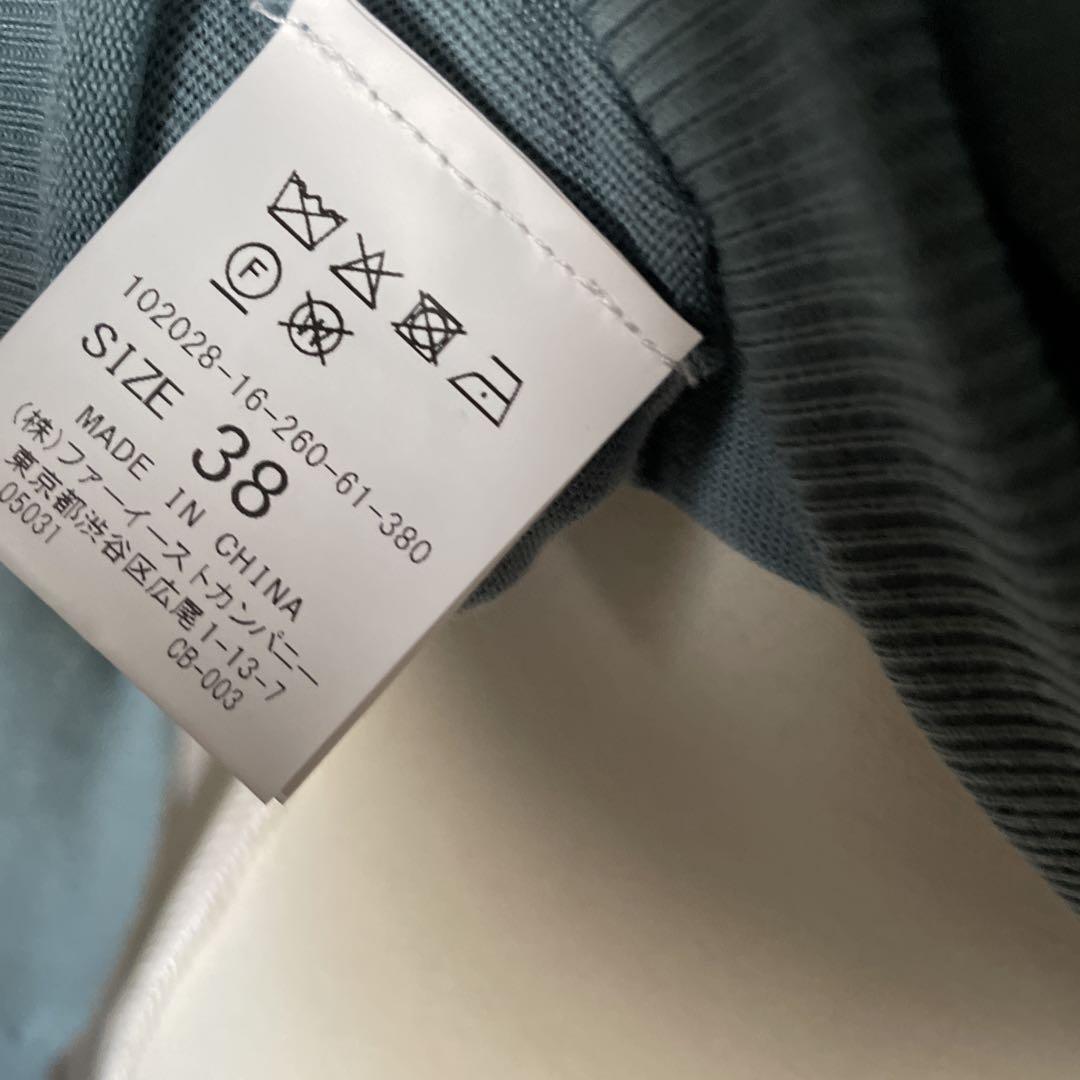 F
W
102028-16-260-61-380
SIZE 38
MADE IN CHINA
(株)ファーイーストカンパニー
東京都渋谷区広尾1-13-7
05031 CB-003